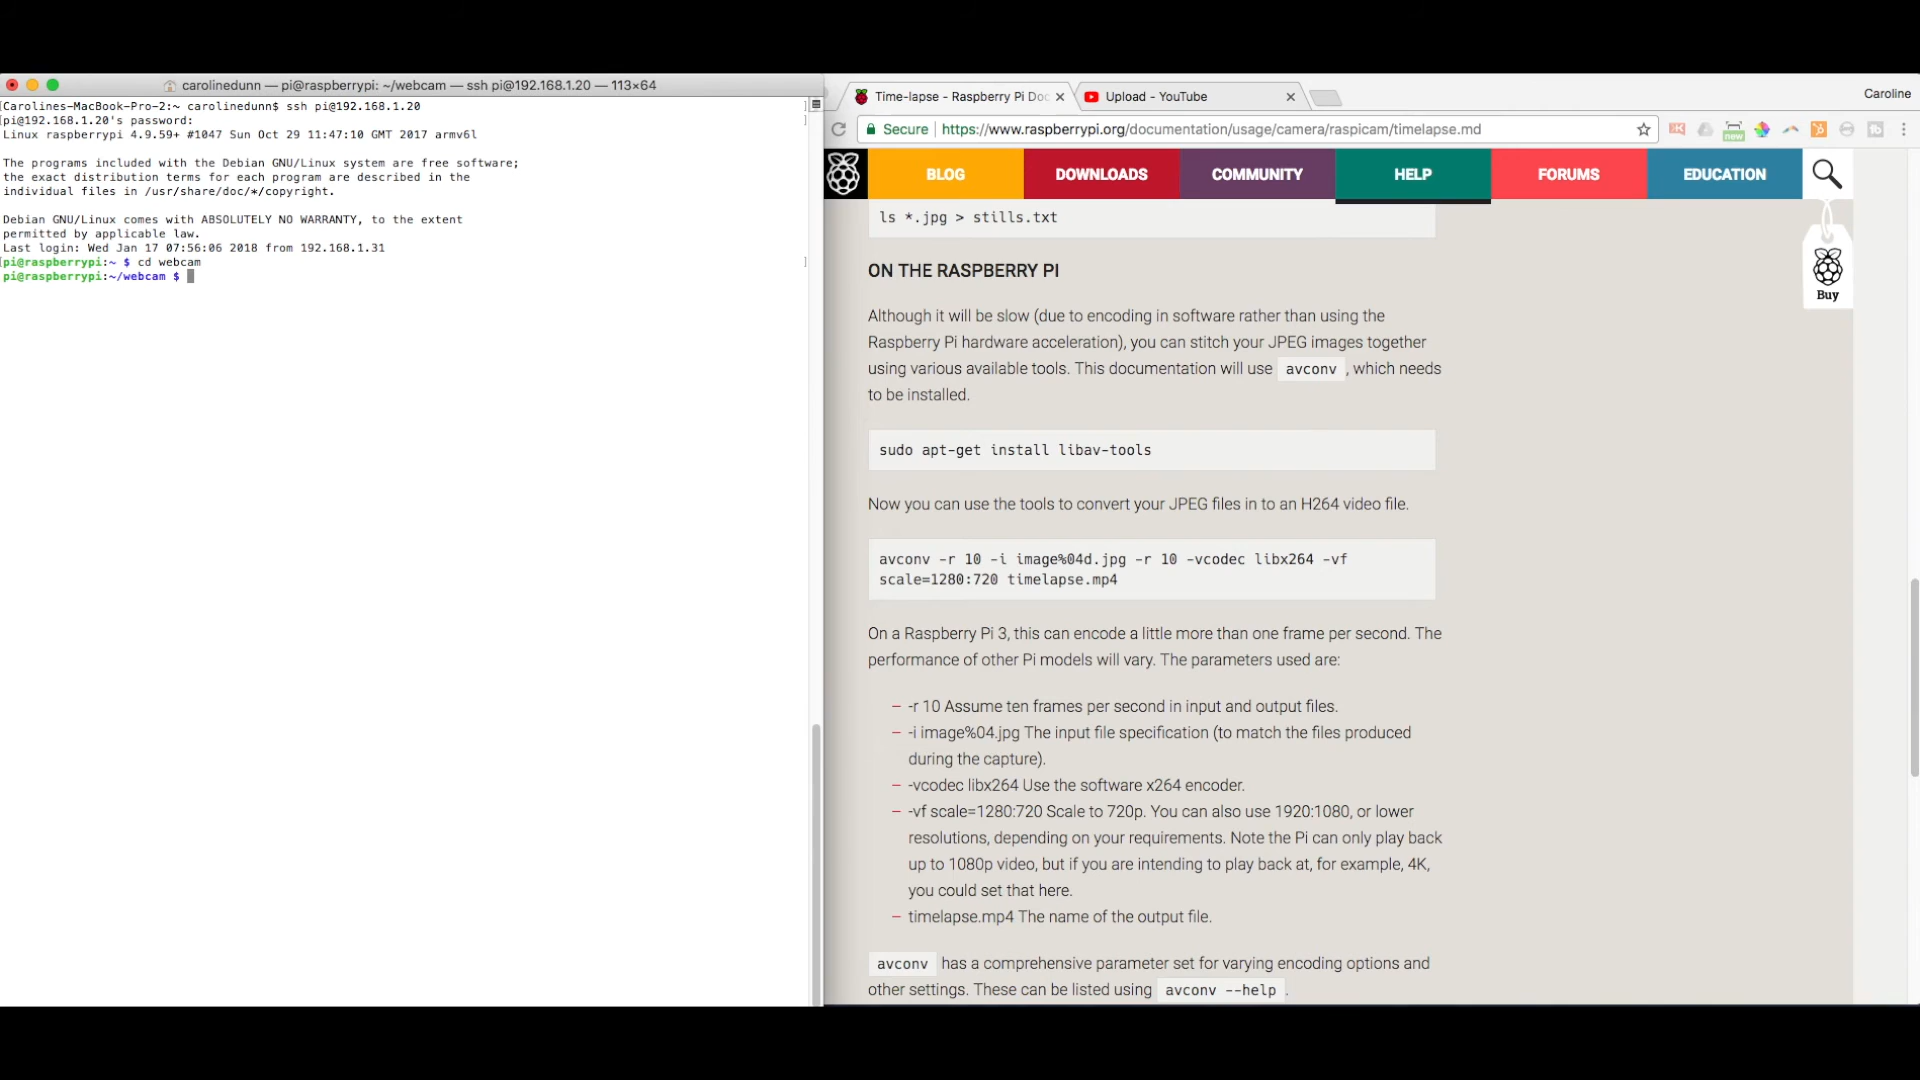 carolinedunn — pi@raspberrypi: ~/webcam — ssh pi@192.168.1.20 — 113×64
[Carolines-MacBook-Pro-2:~ carolinedunn$ ssh pi@192.168.1.20 ]
[pi@192.168.1.20's password: ]
Linux raspberrypi 4.9.59+ #1047 Sun Oct 29 11:47:10 GMT 2017 armv6l
The programs included with the Debian GNU/Linux system are free software;
the exact distribution terms for each program are described in the
individual files in /usr/share/doc/*/copyright.
Debian GNU/Linux comes with ABSOLUTELY NO WARRANTY, to the extent
permitted by applicable law.
Last login: Wed Jan 17 07:56:06 2018 from 192.168.1.31
[pi@raspberrypi:~ $ cd webcam ]
pi@raspberrypi:~/webcam $
Time-lapse - Raspberry Pi Doc
Upload - YouTube
Caroline
Secure https://www.raspberrypi.org/documentation/usage/camera/raspicam/timelapse.md
new
BLOG DOWNLOADS COMMUNITY HELP FORUMS EDUCATION
Buy
ls *.jpg > stills.txt
ON THE RASPBERRY PI
Although it will be slow (due to encoding in software rather than using the
Raspberry Pi hardware acceleration), you can stitch your JPEG images together
using various available tools. This documentation will use avconv , which needs
to be installed.
sudo apt-get install libav-tools
Now you can use the tools to convert your JPEG files in to an H264 video file.
avconv -r 10 -i image%04d.jpg -r 10 -vcodec libx264 -vf
scale=1280:720 timelapse.mp4
On a Raspberry Pi 3, this can encode a little more than one frame per second. The
performance of other Pi models will vary. The parameters used are:
– -r 10 Assume ten frames per second in input and output files.
– -i image%04.jpg The input file specification (to match the files produced
during the capture).
– -vcodec libx264 Use the software x264 encoder.
– -vf scale=1280:720 Scale to 720p. You can also use 1920:1080, or lower
resolutions, depending on your requirements. Note the Pi can only play back
up to 1080p video, but if you are intending to play back at, for example, 4K,
you could set that here.
– timelapse.mp4 The name of the output file.
avconv has a comprehensive parameter set for varying encoding options and
other settings. These can be listed using avconv --help .